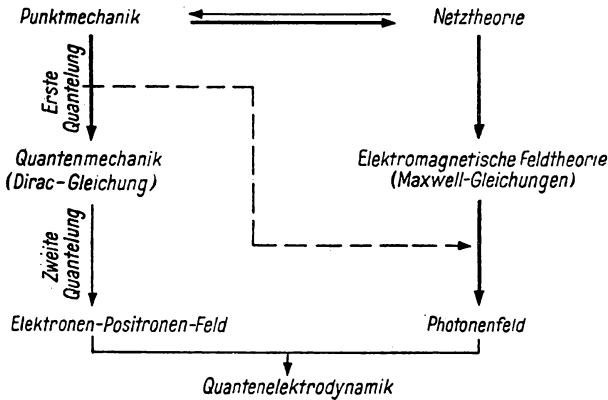 Punktmechanik
Netztheorie
Erste
Quantelung
Quantenmechanik
(Dirac-Gleichung)
Elektromagnetische Feldtheorie
(Maxwell-Gleichungen)
Zweite
Quantelung
Elektronen-Positronen-Feld
Photonenfeld
Quantenelektrodynamik